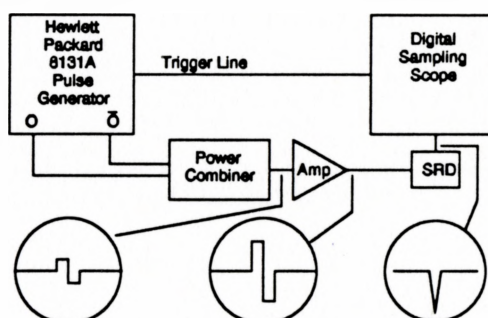 Hewlett
Packard
8131A
Pulse
Generator
O
Ō
Trigger Line
Digital
Sampling
Scope
Power
Combiner
Amp
SRD